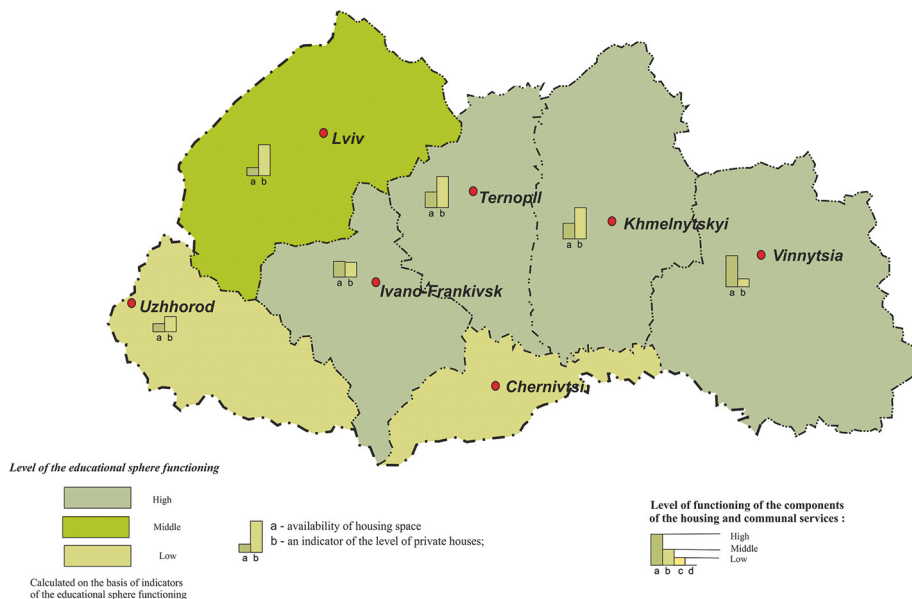 Lviv
a b
Ternopll
a b
Khmelnytskyi
a b
Vinnytsia
a b
Ivano-Frankivsk
a b
Uzhhorod
a b
Chernivtsi
Level of the educational sphere functioning
High
Middle
Low
Calculated on the basis of indicators
of the educational sphere functioning
a - availability of housing space
b - an indicator of the level of private houses;
a b
Level of functioning of the components
of the housing and communal services :
High
Middle
Low
a b c d